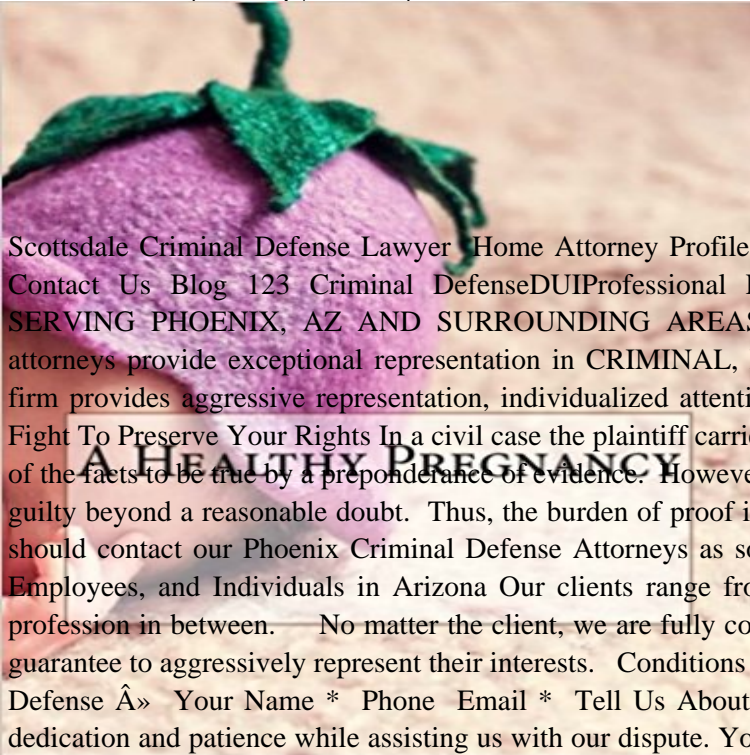 Scottsdale Criminal Defense Lawyer Home Attorney Profile
Contact Us Blog 123 Criminal DefenseDUIProfessional
SERVING PHOENIX, AZ AND SURROUNDING AREAS
attorneys provide exceptional representation in CRIMINAL,
firm provides aggressive representation, individualized attenti
Fight To Preserve Your Rights In a civil case the plaintiff carri
A HEALTHY PREGNANCY
of the facts to be true by a preponderance of evidence. Howeve
guilty beyond a reasonable doubt. Thus, the burden of proof i
should contact our Phoenix Criminal Defense Attorneys as so
Employees, and Individuals in Arizona Our clients range fro
profession in between. No matter the client, we are fully co
guarantee to aggressively represent their interests. Conditions
Defense Â» Your Name * Phone Email * Tell Us About
dedication and patience while assisting us with our dispute. Yo